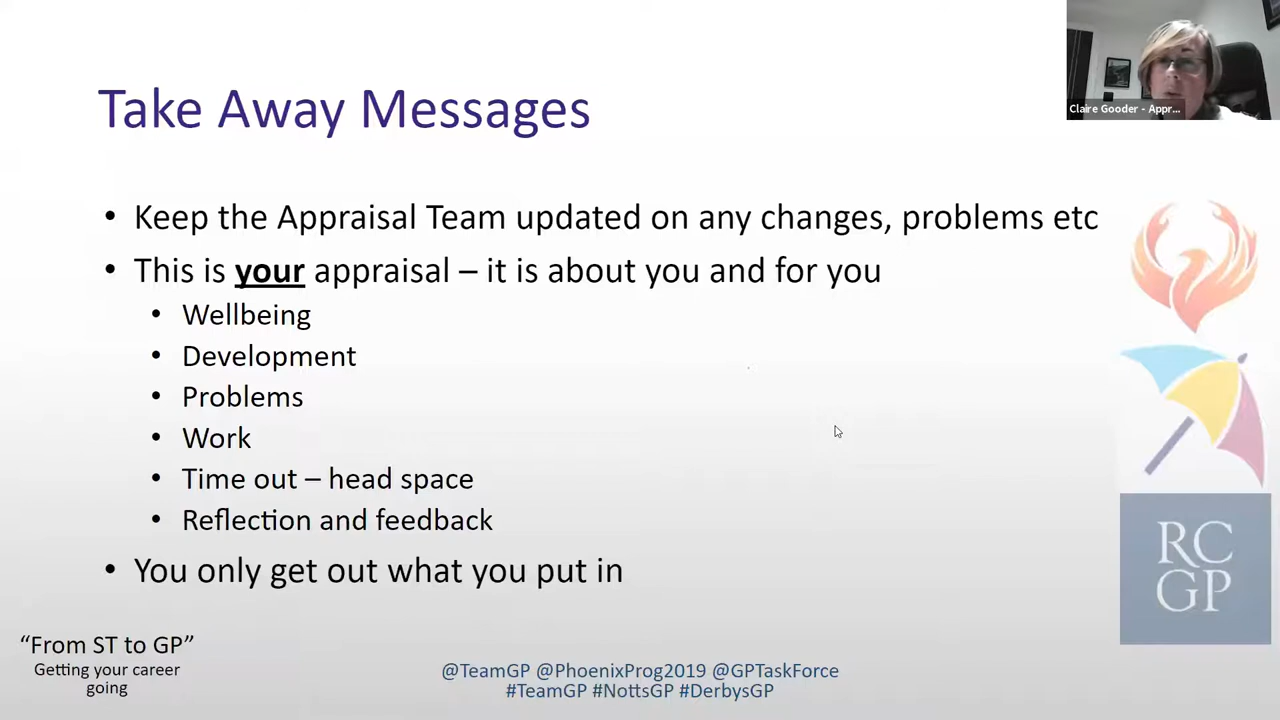 Claire Gooder - Appr...
Take Away Messages
• Keep the Appraisal Team updated on any changes, problems etc
• This is your appraisal – it is about you and for you
• Wellbeing
• Development
• Problems
• Work
• Time out – head space
• Reflection and feedback
• You only get out what you put in
RC
GP
“From ST to GP”
Getting your career
going
@TeamGP @PhoenixProg2019 @GPTaskForce
#TeamGP #NottsGP #DerbysGP